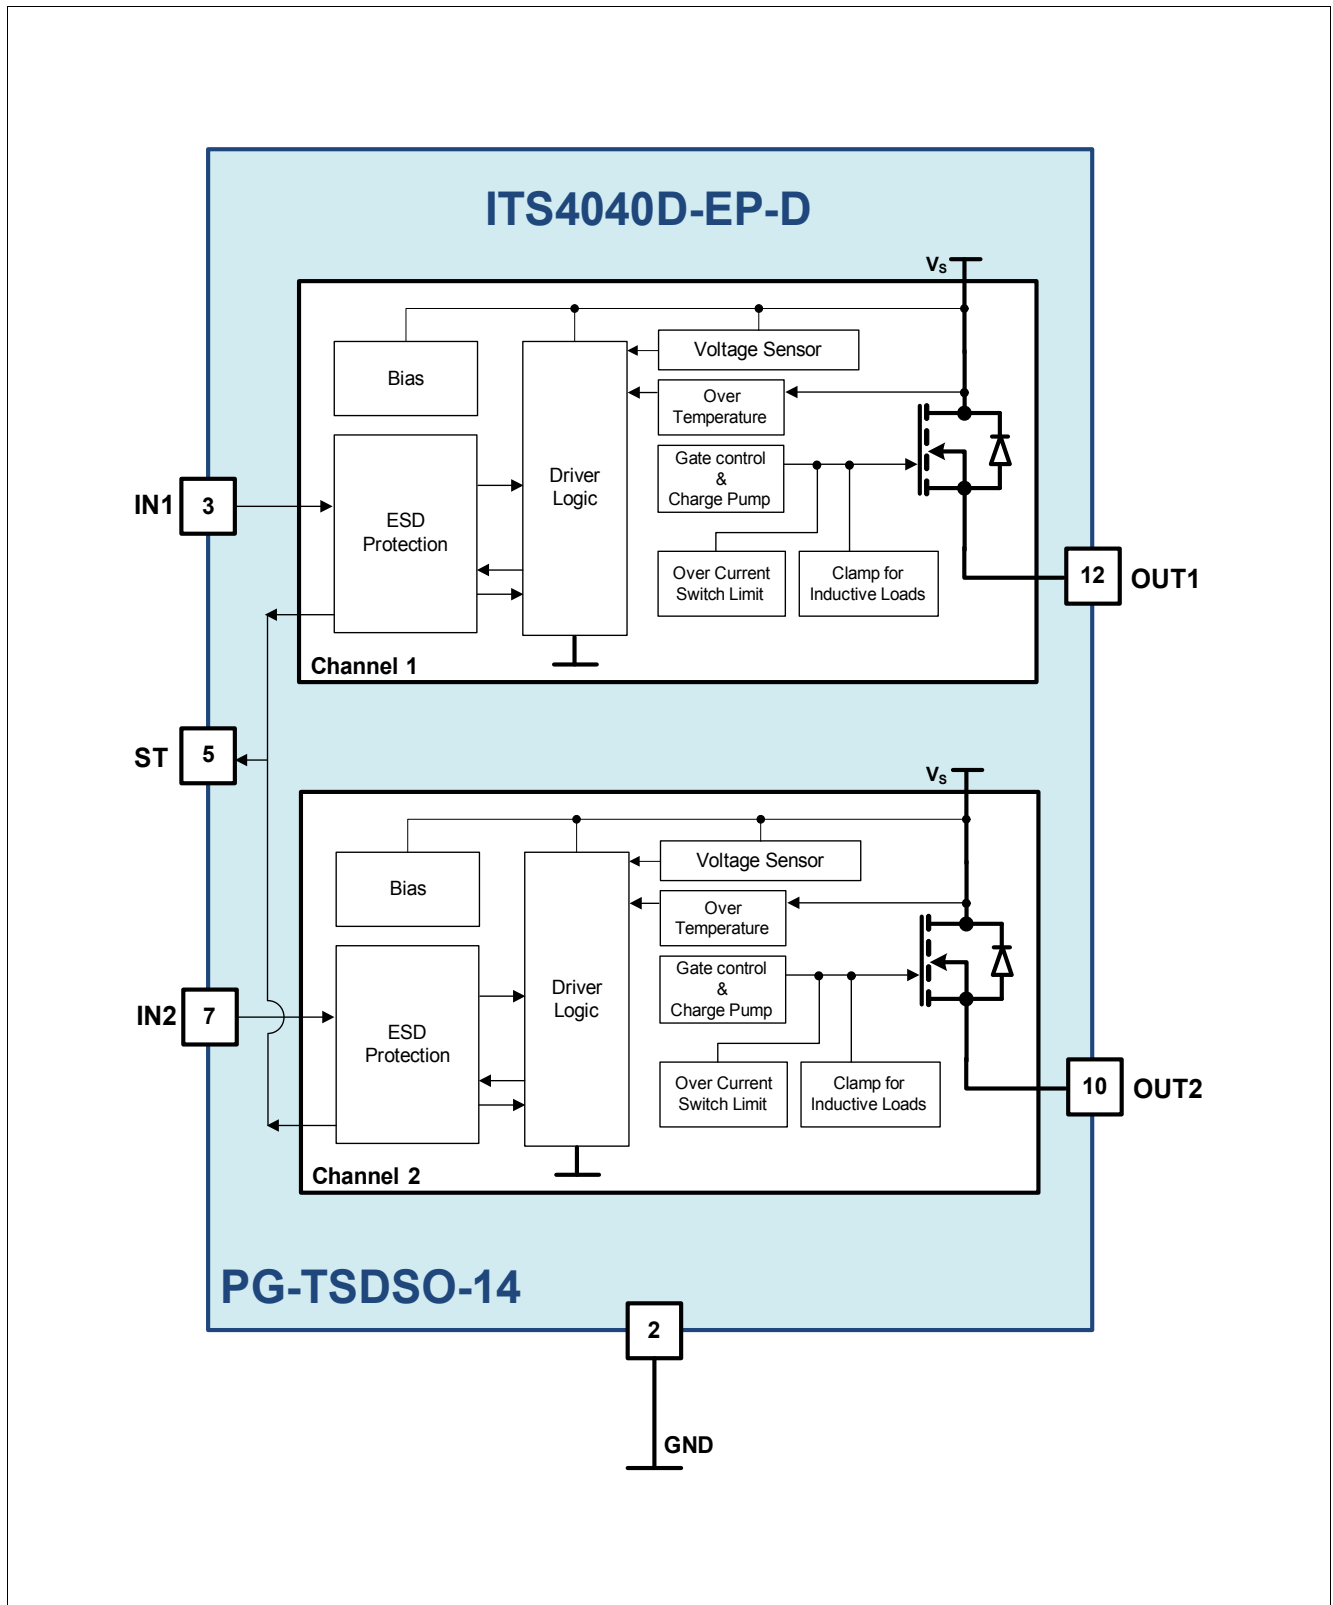 ITS4040D-EP-D
Vs
Voltage Sensor
Bias
Over
Temperature
Gate control
&
Charge Pump
Driver
Logic
IN1
3
ESD
Protection
Over Current
Switch Limit
Clamp for
Inductive Loads
12
OUT1
Channel 1
ST
5
Vs
Voltage Sensor
Bias
Over
Temperature
Gate control
&
Charge Pump
Driver
Logic
IN2
7
ESD
Protection
Over Current
Switch Limit
Clamp for
Inductive Loads
10
OUT2
Channel 2
PG-TSDSO-14
2
GND